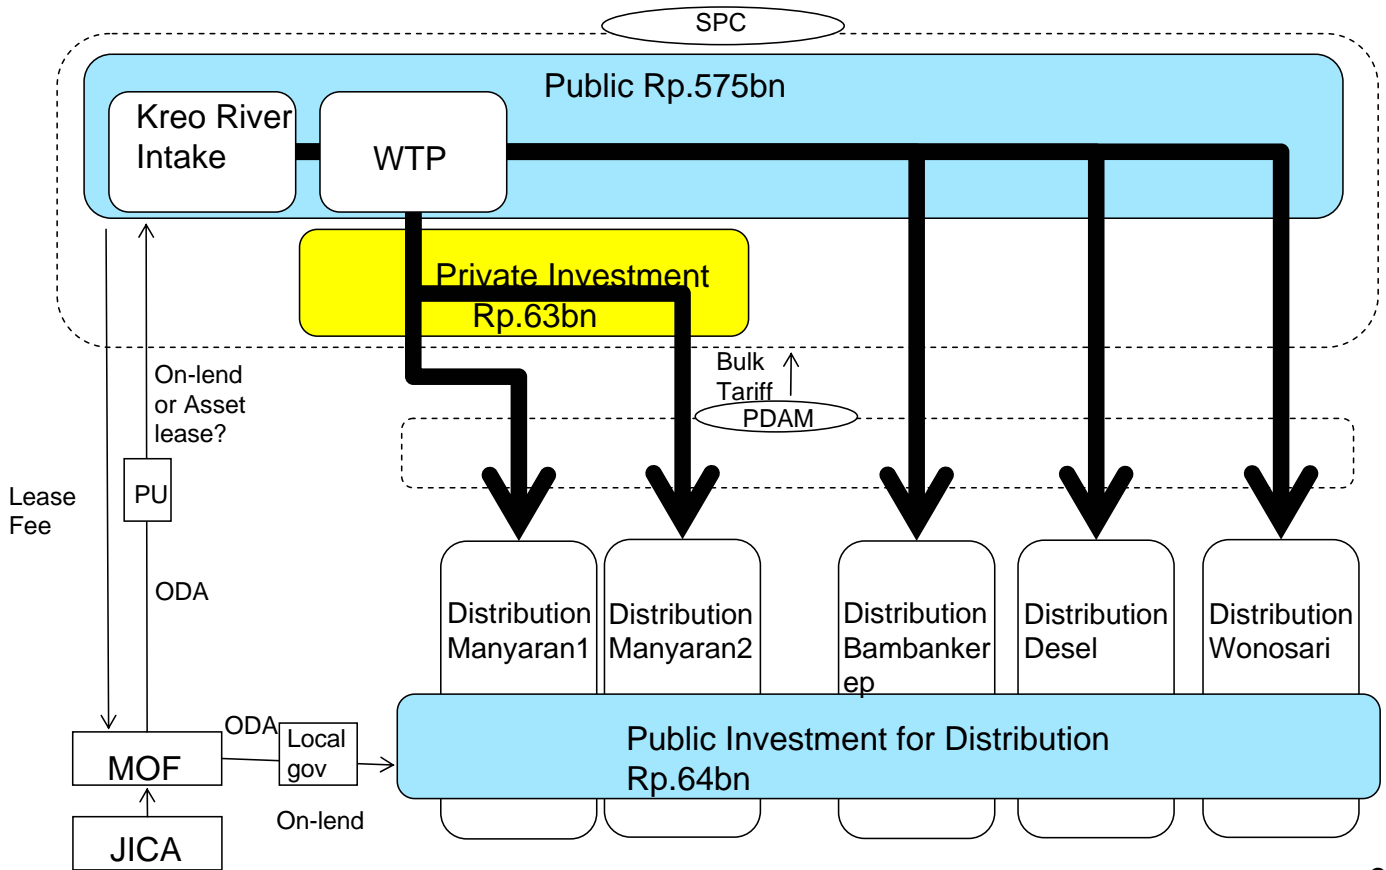 SPC
Public Rp.575bn
Kreo River
Intake
WTP
Private Investment
Rp.63bn
On-lend
or Asset
lease?
Bulk
Tariff
PDAM
PU
Lease
Fee
ODA
Distribution
Manyaran1
Distribution
Manyaran2
Distribution
Bambanker
ep
Distribution
Desel
Distribution
Wonosari
ODA
Local
gov
MOF
On-lend
Public Investment for Distribution
Rp.64bn
JICA